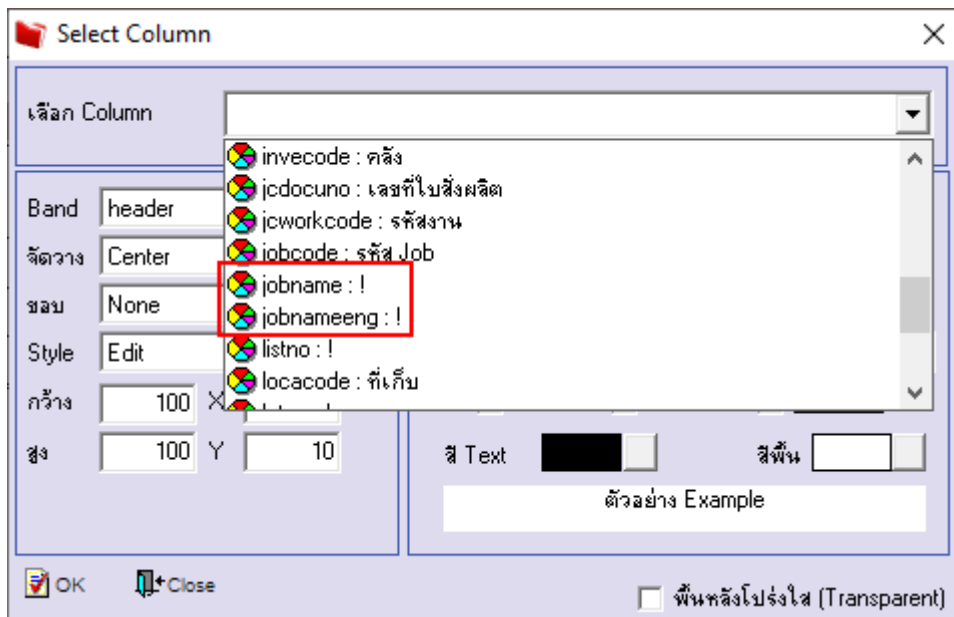 Select Column
เลือก Column
invecode : คลัง
jcdocuno : เลขที่ใบสั่งผลิต
jcworkcode : รหัสงาน
jobcode : รหัส Job
jobname : !
jobnameeng : !
listno : !
locacode : ที่เก็บ
Band header
จัดวาง Center
ขอบ None
Style Edit
กว้าง 100 X
สูง 100 Y 10
สี Text
สีพื้น
ตัวอย่าง Example
OK Close
พื้นหลังโปร่งใส (Transparent)